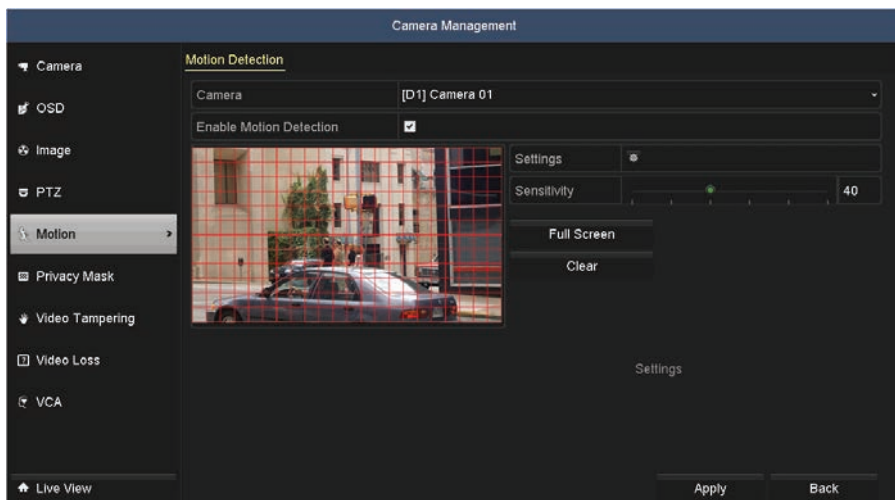 Camera Management
Camera
OSD
Image
PTZ
Motion
Privacy Mask
Video Tampering
Video Loss
VCA
Live View
Motion Detection
Camera [D1] Camera 01
Enable Motion Detection
Settings
Sensitivity 40
Full Screen
Clear
Settings
Apply Back